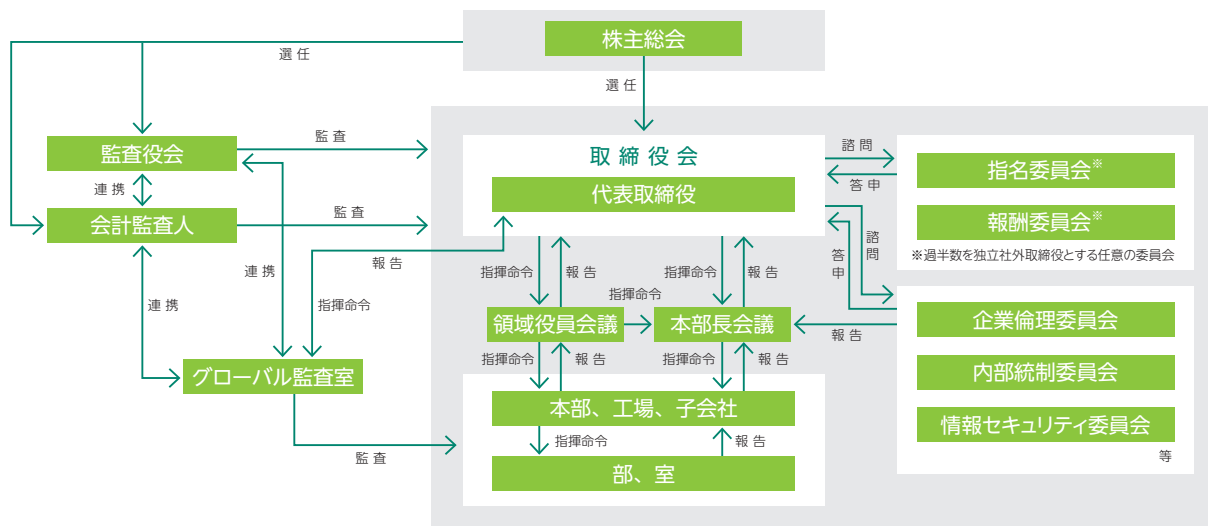 株主総会
選任
選任
監査役会
監査
連携
会計監査人
監査
取締役会
代表取締役
諮問
答申
指名委員会※
報酬委員会※
※過半数を独立社外取締役とする任意の委員会
諮問
答申
連携
連携
報告
指揮命令
指揮命令
報告
指揮命令
報告
指揮命令
領域役員会議
本部長会議
報告
企業倫理委員会
内部統制委員会
情報セキュリティ委員会
等
指揮命令
報告
指揮命令
報告
グローバル監査室
監査
本部、工場、子会社
指揮命令
報告
部、室